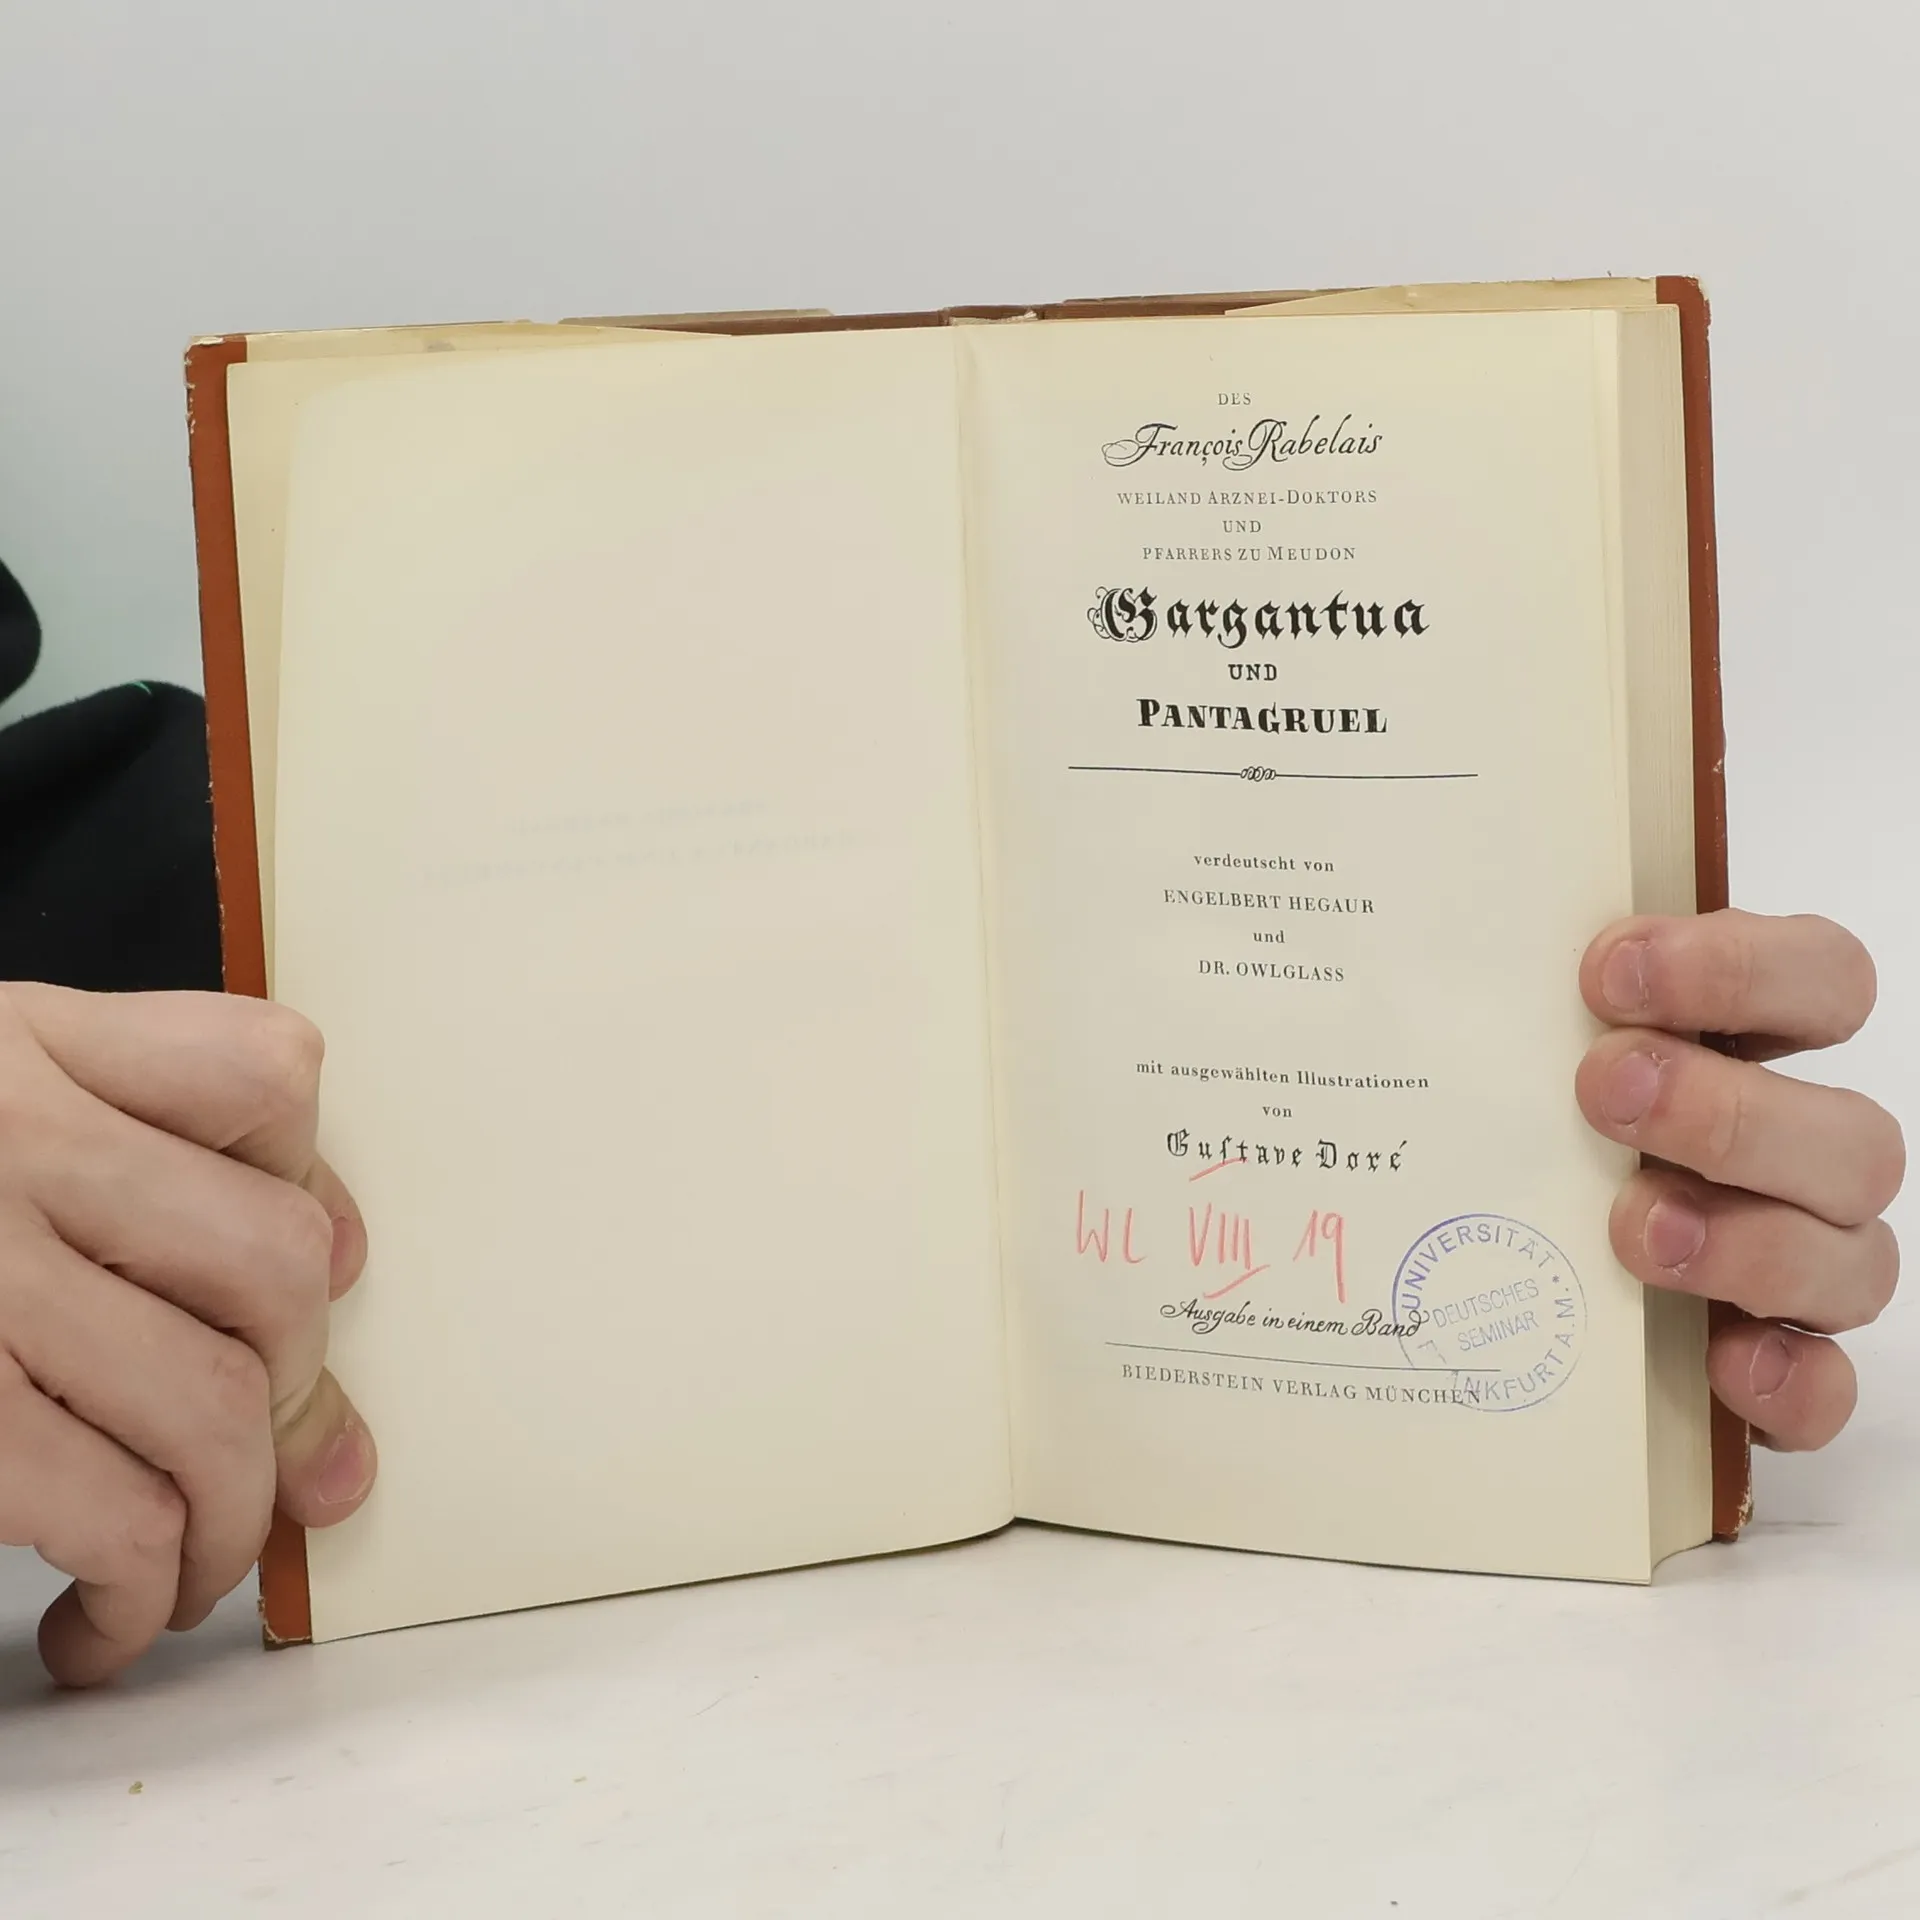 DES
François Rabelais
WEILAND ARZNEI-DOKTORS
UND
PFARRERS ZU MEUDON
Gargantua
UND
PANTAGRUEL
verdeutscht von
ENGELBERT HEGAUR
und
DR. OWLGLASS
mit ausgewählten Illustrationen
von
Guſtave Doré
WL VIII 19
Ausgabe in einem Band
BIEDERSTEIN VERLAG MÜNCHEN
UNIVERSITÄT
DEUTSCHES
SEMINAR